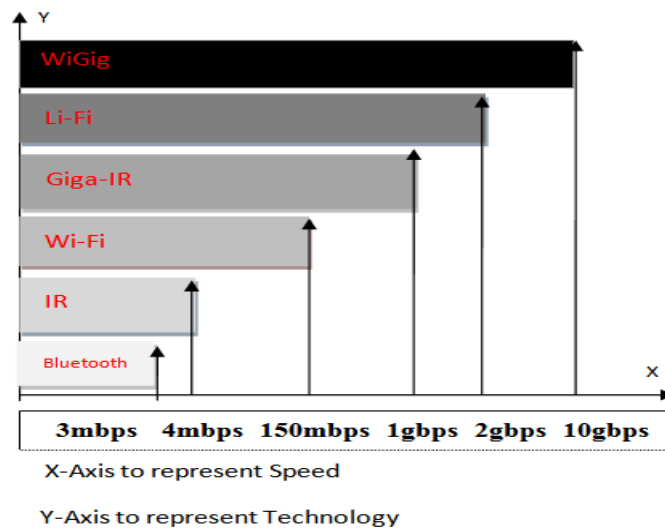 Y
WiGig
Li-Fi
Giga-IR
Wi-Fi
IR
Bluetooth
X
3mbps 4mbps 150mbps 1gbps 2gbps 10gbps
X-Axis to represent Speed
Y-Axis to represent Technology